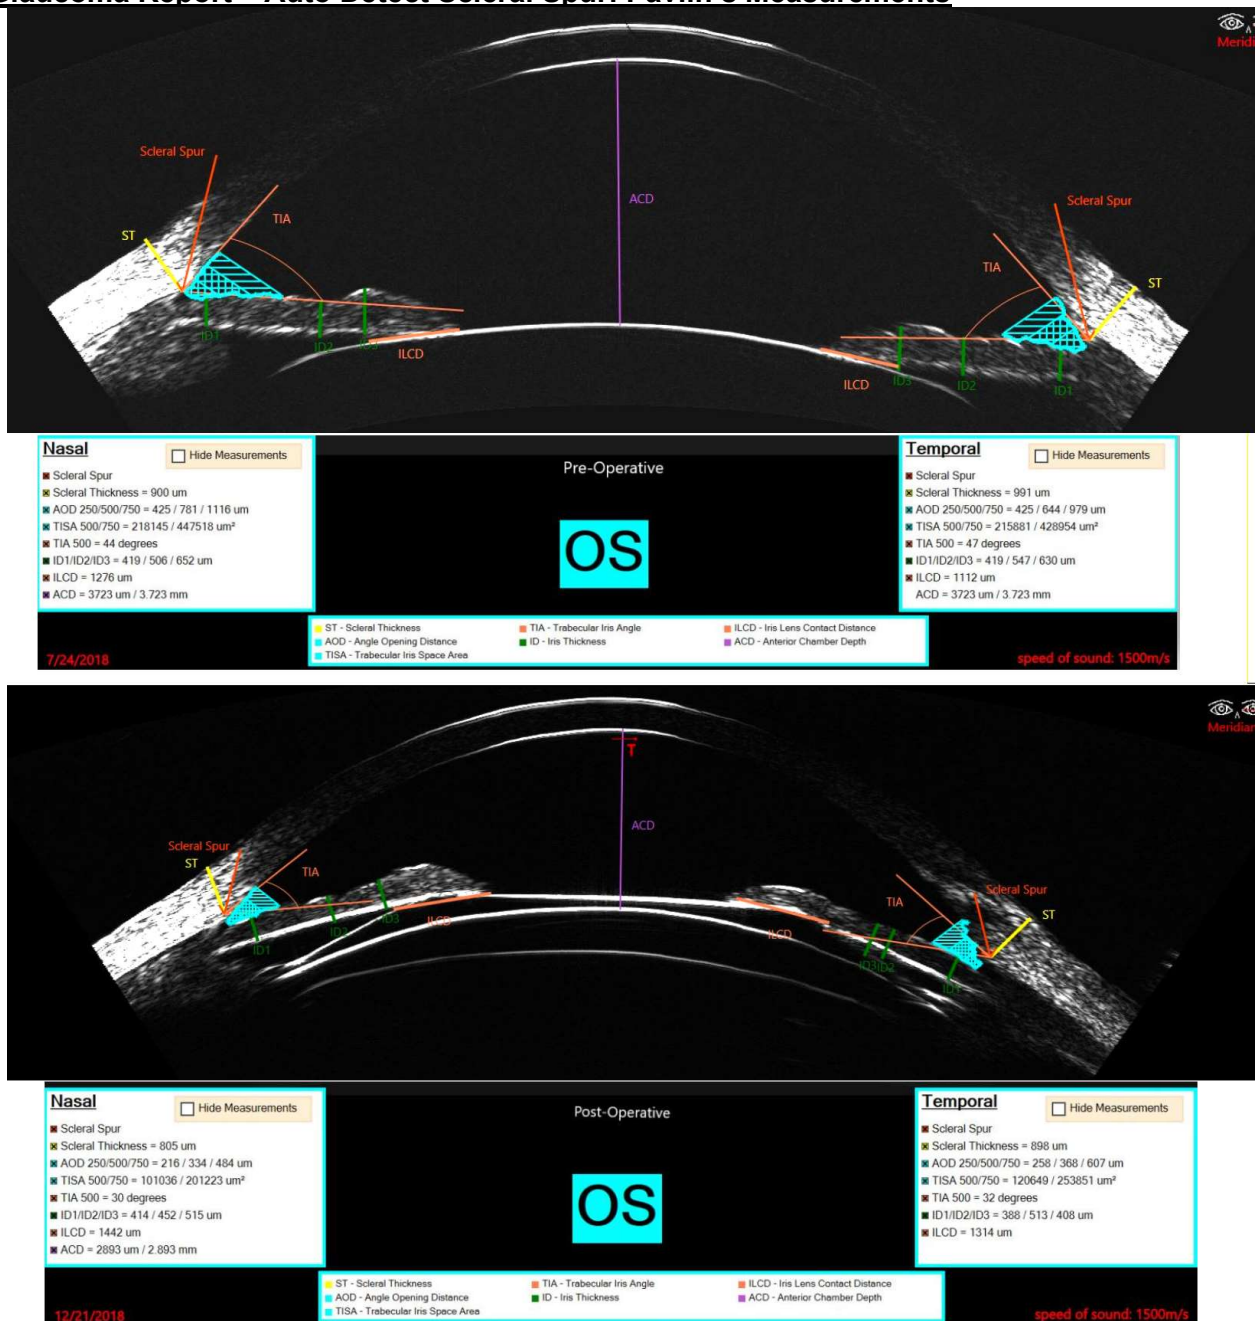 Glaucoma Report – Auto Detect Scleral Spur: Pavlin's Measurements
Meridi
Scleral Spur
TIA
ST
ACD
ID1
ID2
ID3
ILCD
Scleral Spur
TIA
ST
ILCD
ID3
ID2
ID1
Nasal
Hide Measurements
Scleral Spur
Scleral Thickness = 900 um
AOD 250/500/750 = 425 / 781 / 1116 um
TISA 500/750 = 218145 / 447518 um²
TIA 500 = 44 degrees
ID1/ID2/ID3 = 419 / 506 / 652 um
ILCD = 1276 um
ACD = 3723 um / 3.723 mm
Pre-Operative
OS
Temporal
Hide Measurements
Scleral Spur
Scleral Thickness = 991 um
AOD 250/500/750 = 425 / 644 / 979 um
TISA 500/750 = 215881 / 428954 um²
TIA 500 = 47 degrees
ID1/ID2/ID3 = 419 / 547 / 630 um
ILCD = 1112 um
ACD = 3723 um / 3.723 mm
ST - Scleral Thickness
TIA - Trabecular Iris Angle
ILCD - Iris Lens Contact Distance
AOD - Angle Opening Distance
ID - Iris Thickness
ACD - Anterior Chamber Depth
TISA - Trabecular Iris Space Area
7/24/2018
speed of sound: 1500m/s
Meridian
T
ACD
Scleral Spur
ST
TIA
ID1
ID2
ID3
ILCD
TIA
Scleral Spur
ST
ILCD
ID3
ID2
ID1
Nasal
Hide Measurements
Scleral Spur
Scleral Thickness = 805 um
AOD 250/500/750 = 216 / 334 / 484 um
TISA 500/750 = 101036 / 201223 um²
TIA 500 = 30 degrees
ID1/ID2/ID3 = 414 / 452 / 515 um
ILCD = 1442 um
ACD = 2893 um / 2.893 mm
Post-Operative
OS
Temporal
Hide Measurements
Scleral Spur
Scleral Thickness = 898 um
AOD 250/500/750 = 258 / 368 / 607 um
TISA 500/750 = 120649 / 253851 um²
TIA 500 = 32 degrees
ID1/ID2/ID3 = 388 / 513 / 408 um
ILCD = 1314 um
ST - Scleral Thickness
TIA - Trabecular Iris Angle
ILCD - Iris Lens Contact Distance
AOD - Angle Opening Distance
ID - Iris Thickness
ACD - Anterior Chamber Depth
TISA - Trabecular Iris Space Area
12/21/2018
speed of sound: 1500m/s